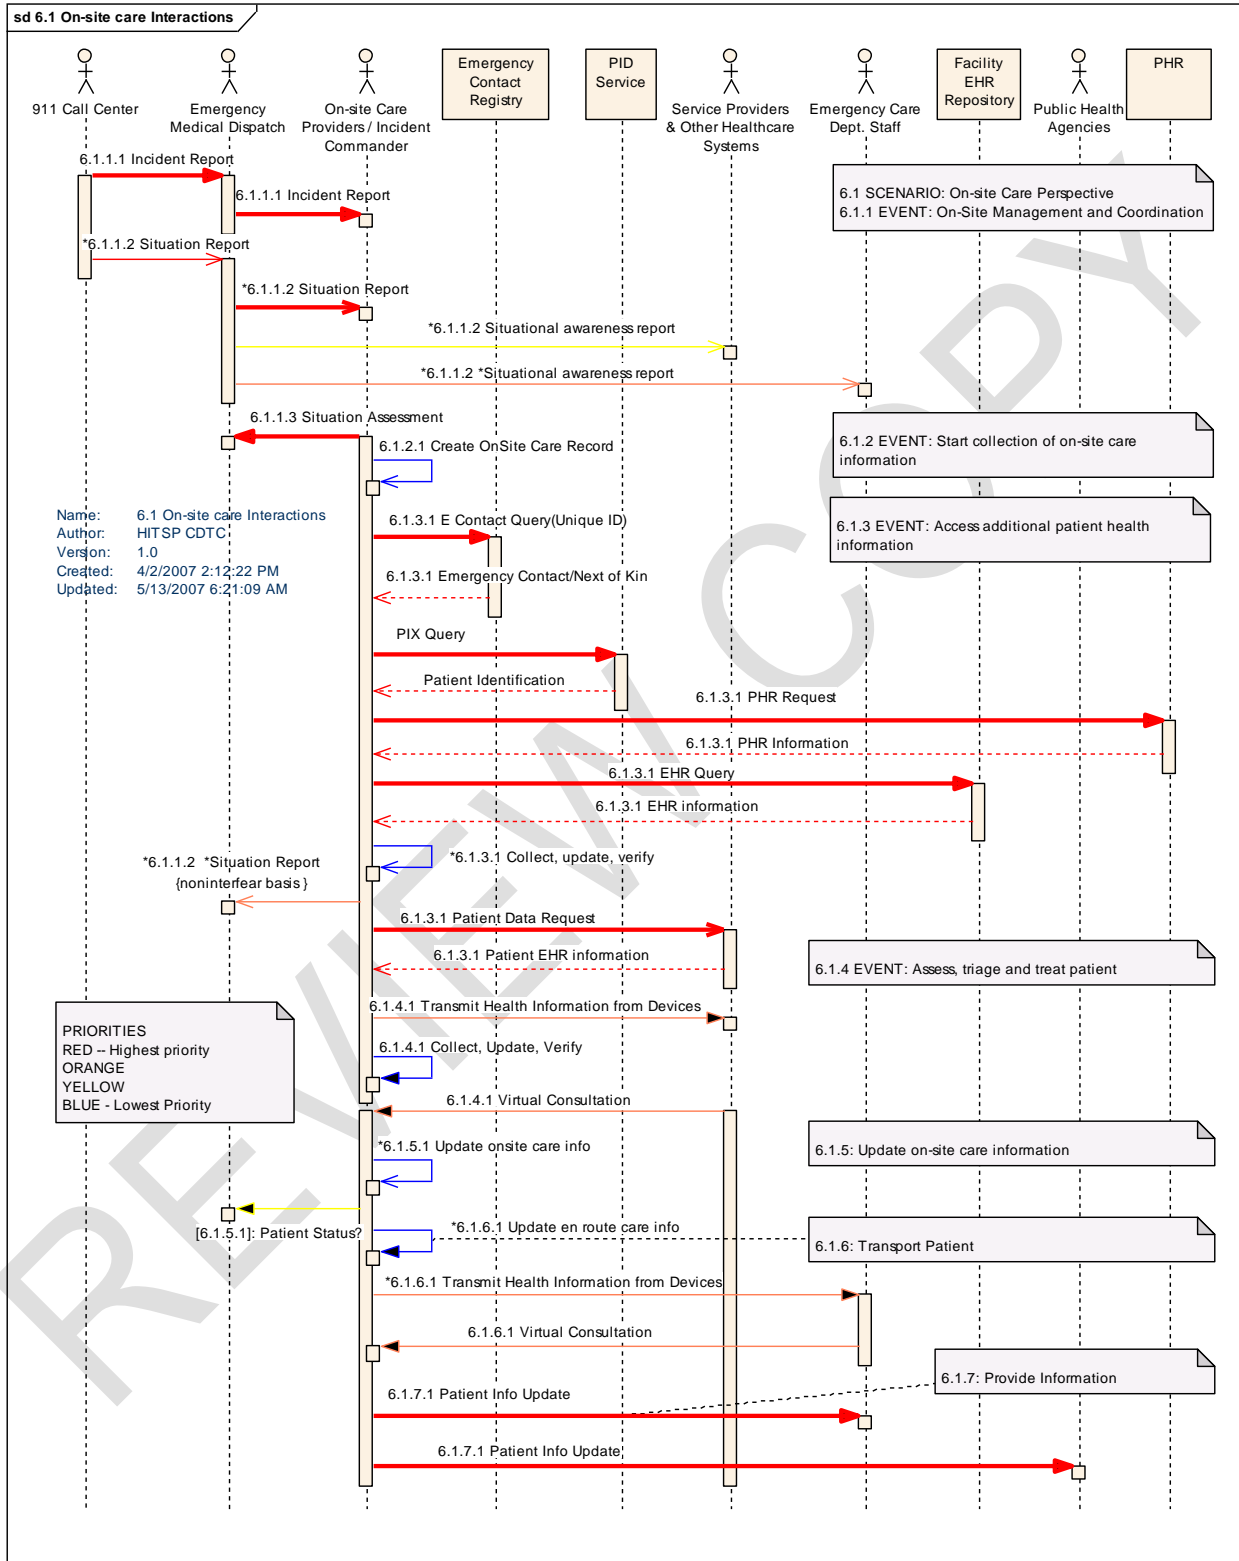 sd 6.1 On-site care Interactions
911 Call Center
Emergency
Medical Dispatch
On-site Care
Providers / Incident
Commander
Emergency
Contact
Registry
PID
Service
Service Providers
& Other Healthcare
Systems
Emergency Care
Dept. Staff
Facility
EHR
Repository
Public Health
Agencies
PHR
6.1.1.1 Incident Report
6.1.1.1 Incident Report
6.1 SCENARIO: On-site Care Perspective
6.1.1 EVENT: On-Site Management and Coordination
*6.1.1.2 Situation Report
*6.1.1.2 Situation Report
*6.1.1.2 Situational awareness report
*6.1.1.2 *Situational awareness report
6.1.1.3 Situation Assessment
6.1.2.1 Create OnSite Care Record
6.1.2 EVENT: Start collection of on-site care
information
Name: 6.1 On-site care Interactions
Author: HITSP CDTC
Version: 1.0
Created: 4/2/2007 2:12:22 PM
Updated: 5/13/2007 6:21:09 AM
6.1.3.1 E Contact Query(Unique ID)
6.1.3 EVENT: Access additional patient health
information
6.1.3.1 Emergency Contact/Next of Kin
PIX Query
Patient Identification
6.1.3.1 PHR Request
6.1.3.1 PHR Information
6.1.3.1 EHR Query
6.1.3.1 EHR information
*6.1.3.1 Collect, update, verify
*6.1.1.2 *Situation Report
{noninterfear basis }
6.1.3.1 Patient Data Request
6.1.3.1 Patient EHR information
6.1.4 EVENT: Assess, triage and treat patient
6.1.4.1 Transmit Health Information from Devices
PRIORITIES
RED -- Highest priority
ORANGE
YELLOW
BLUE - Lowest Priority
6.1.4.1 Collect, Update, Verify
6.1.4.1 Virtual Consultation
*6.1.5.1 Update onsite care info
6.1.5: Update on-site care information
[6.1.5.1]: Patient Status?
*6.1.6.1 Update en route care info
6.1.6: Transport Patient
*6.1.6.1 Transmit Health Information from Devices
6.1.6.1 Virtual Consultation
6.1.7: Provide Information
6.1.7.1 Patient Info Update
6.1.7.1 Patient Info Update
REVIEW COPY